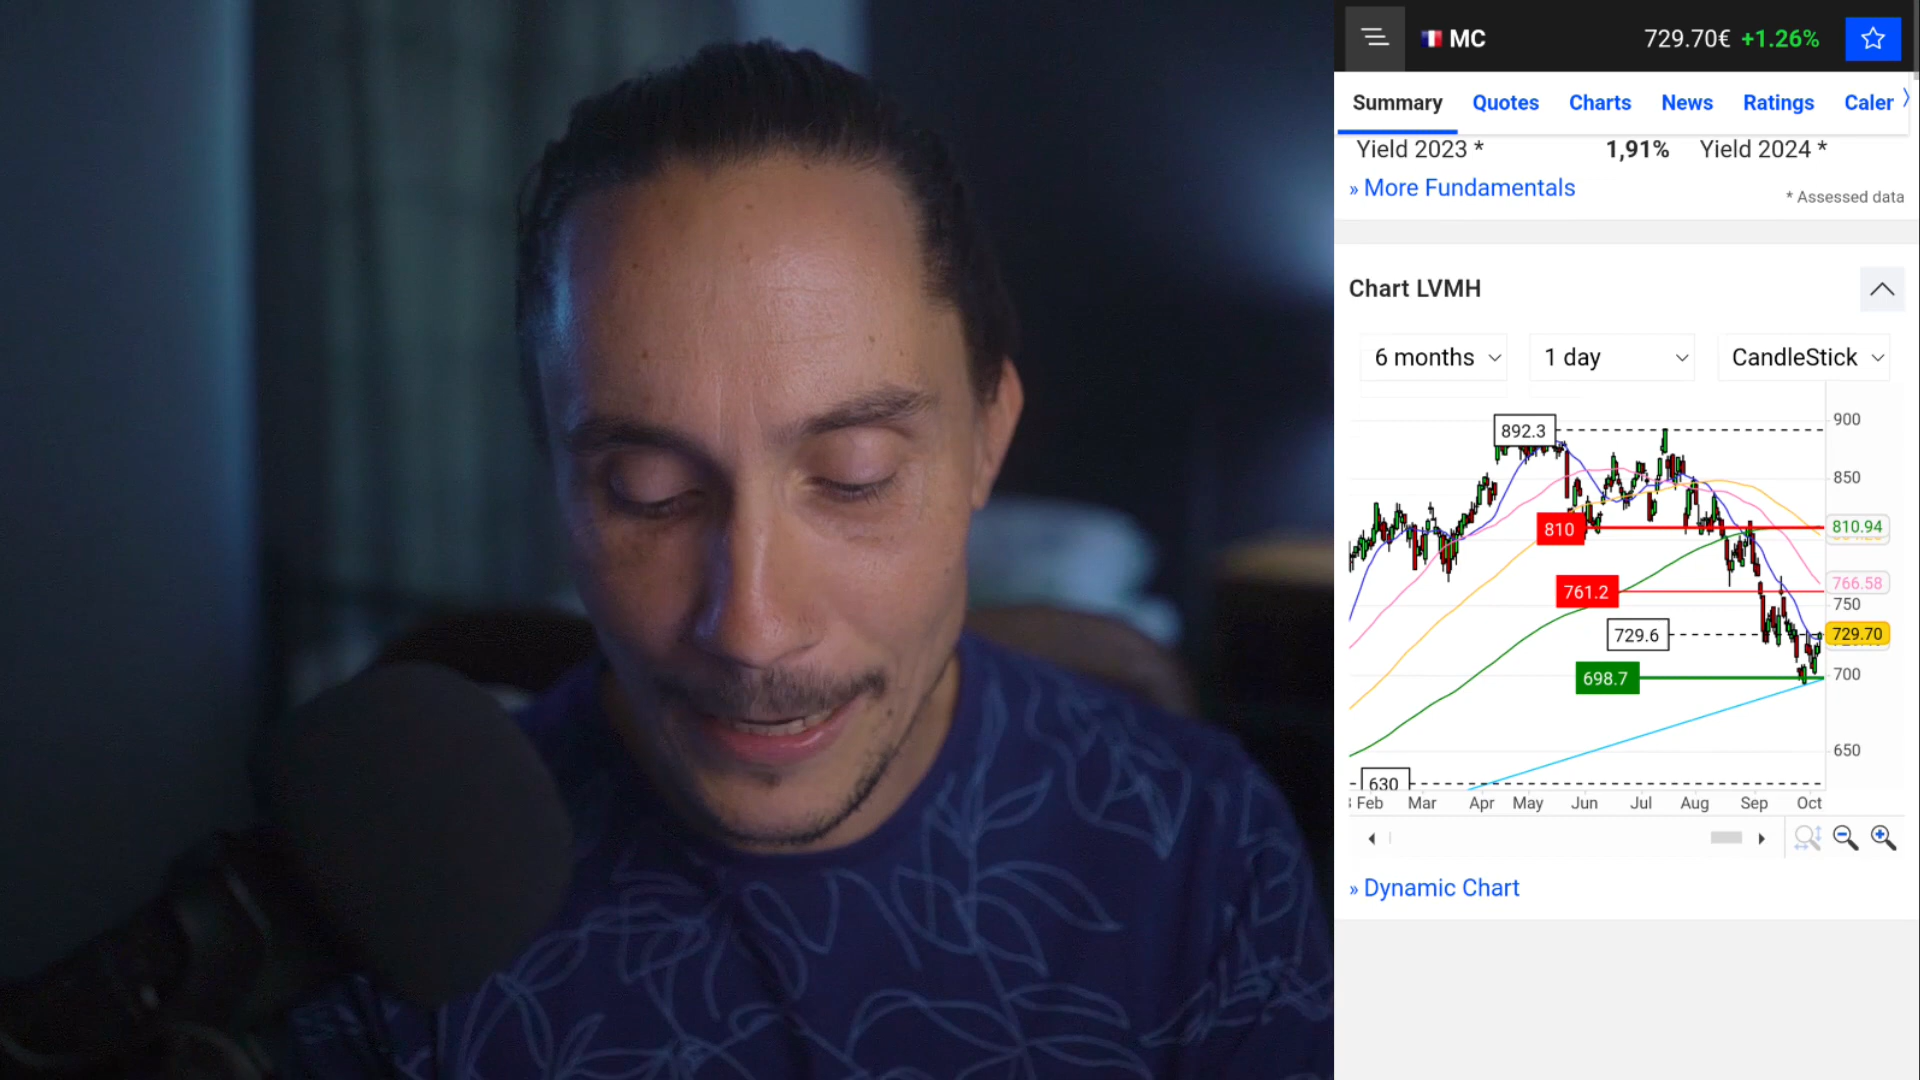 MC 729.70€ +1.26%
Summary Quotes Charts News Ratings Caler
Yield 2023 * 1,91% Yield 2024 *
» More Fundamentals
* Assessed data
Chart LVMH
6 months 1 day CandleStick
892.3
900
850
810
810.94
761.2
766.58
750
729.6
729.70
698.7
700
650
630
Feb Mar Apr May Jun Jul Aug Sep Oct
» Dynamic Chart